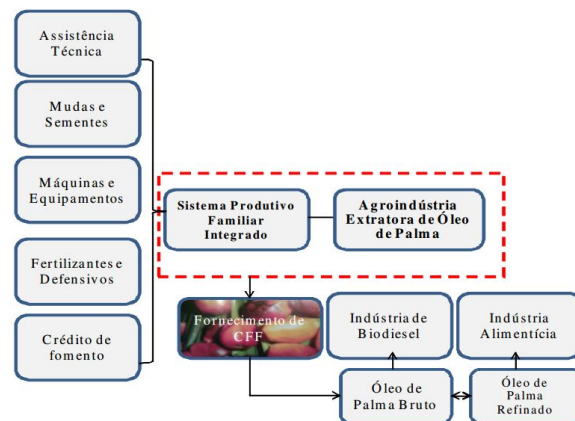 Assistência
Técnica
Mudas e
Sementes
Máquinas e
Equipamentos
Fertilizantes e
Defensivos
Crédito de
fomento
Sistema Produtivo
Familiar
Integrado
Agroindústria
Extratora de Óleo
de Palma
Fornecimento de
CFF
Indústria de
Biodiesel
Indústria
Alimentícia
Óleo de
Palma Bruto
Óleo de
Palma
Refinado